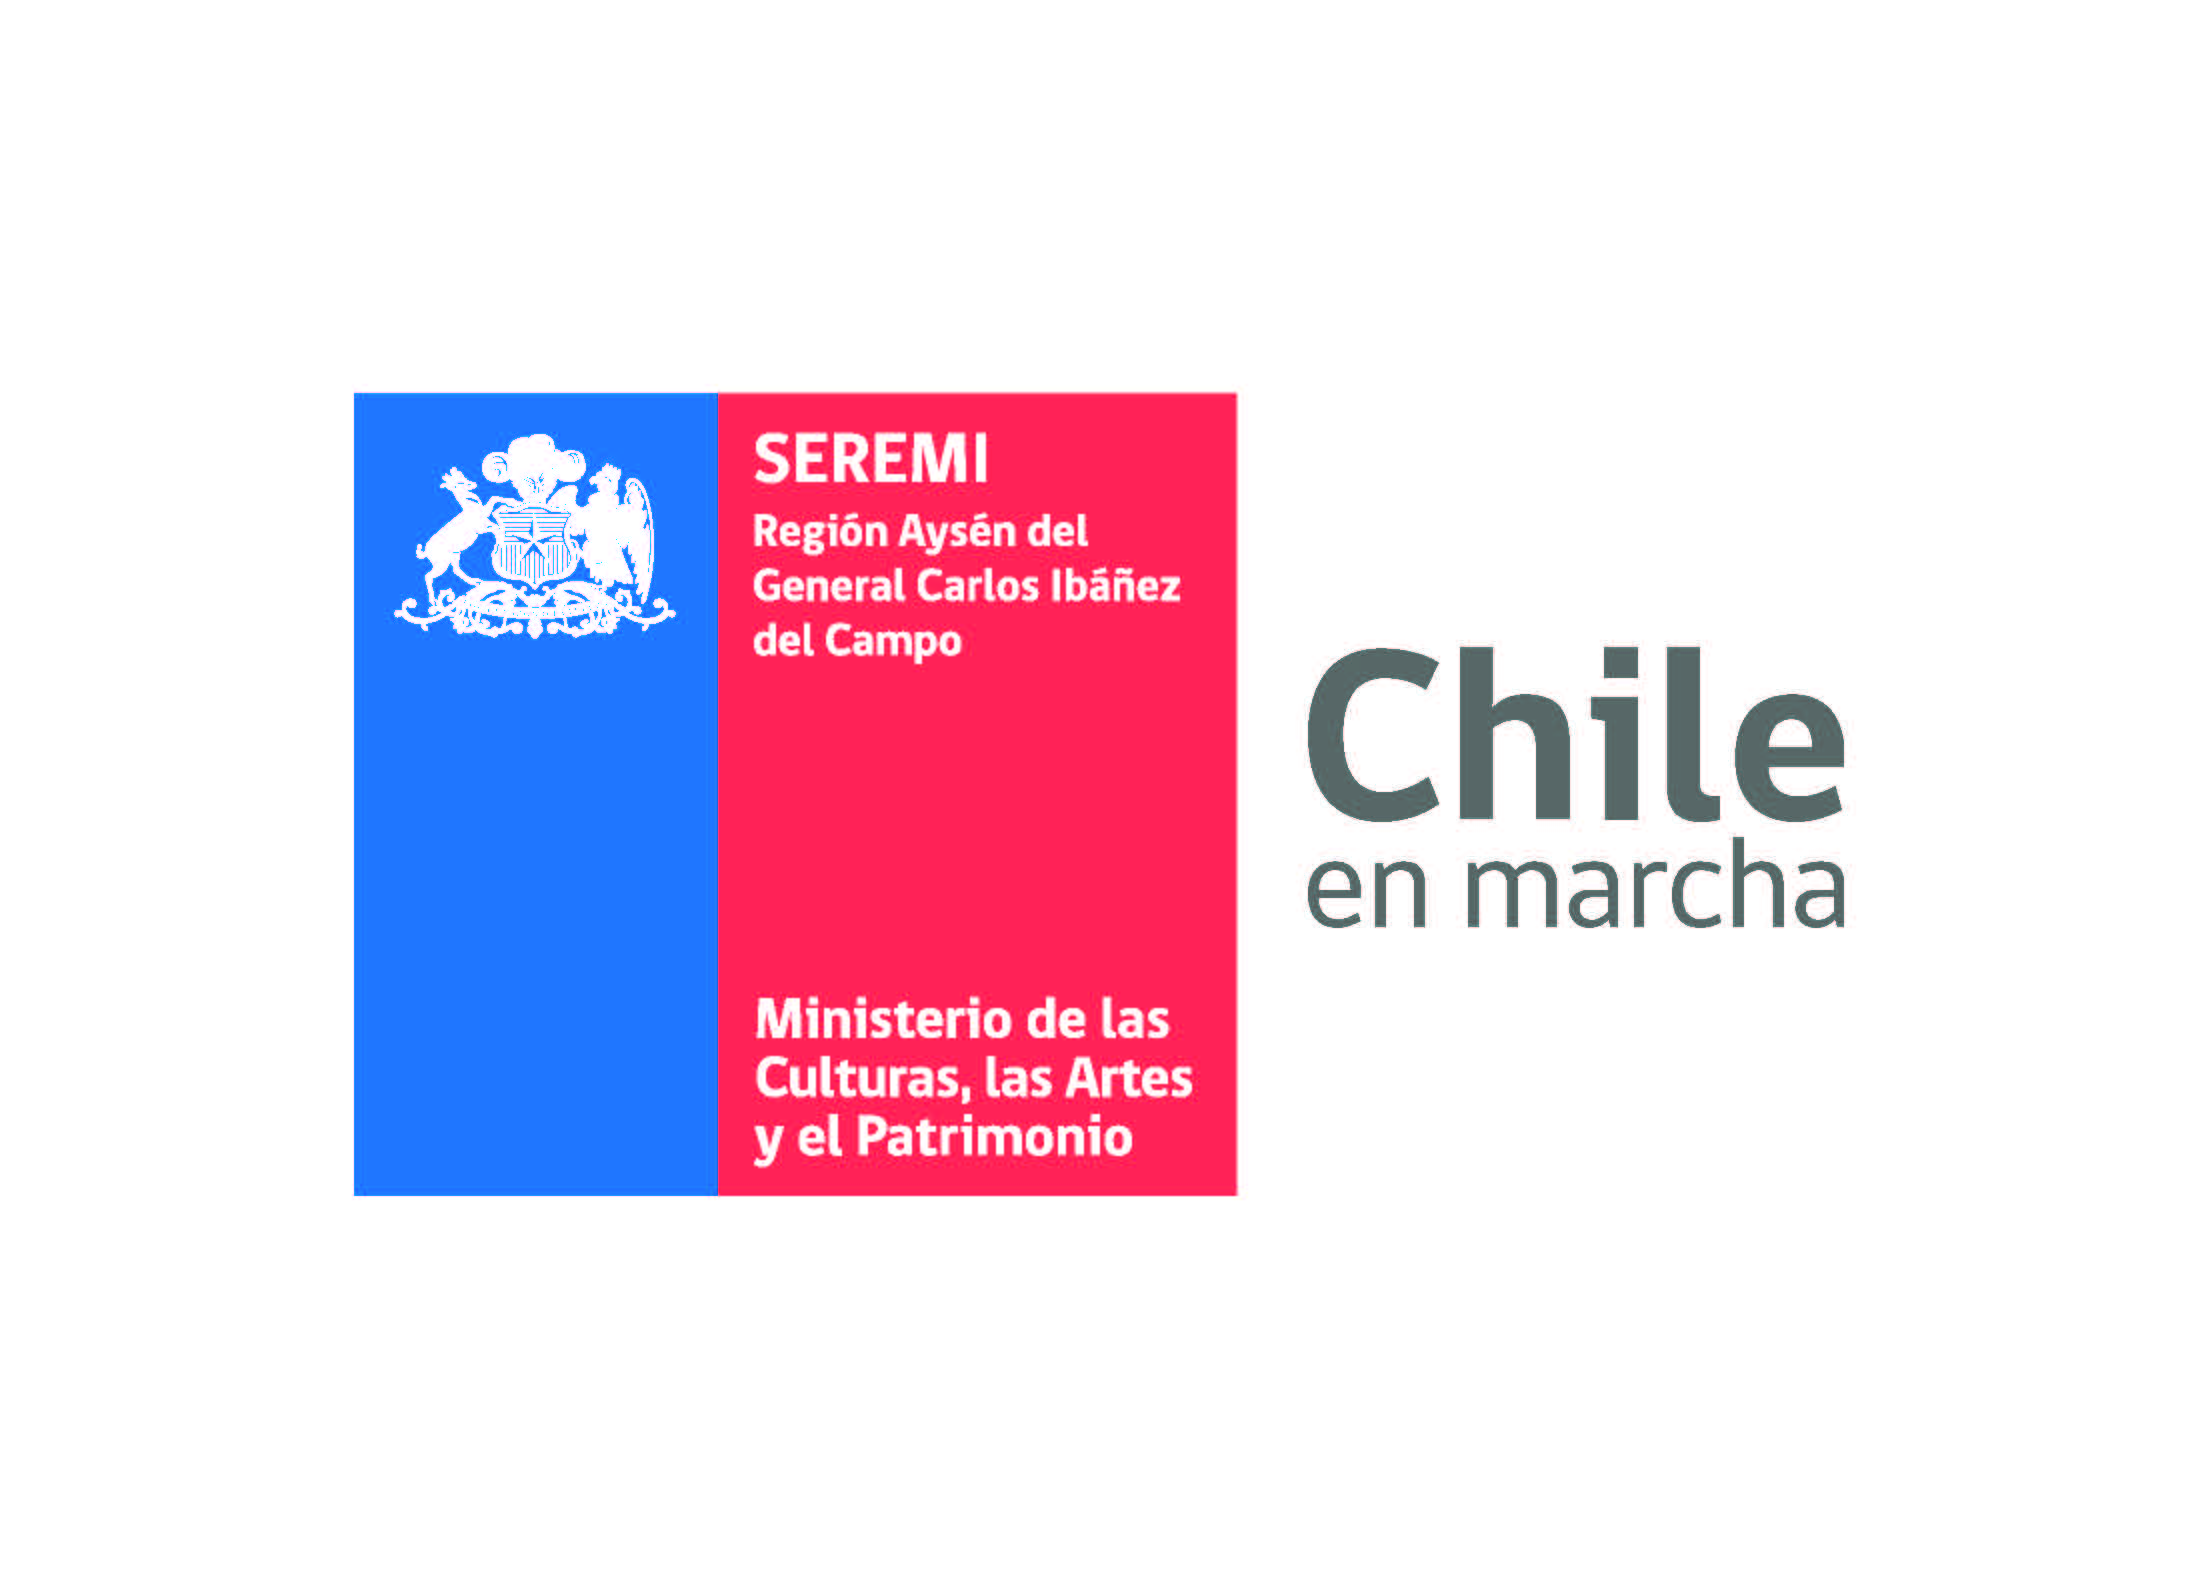 SEREMI
Región Aysén del
General Carlos Ibáñez
del Campo
Ministerio de las
Culturas, las Artes
y el Patrimonio
Chile
en marcha